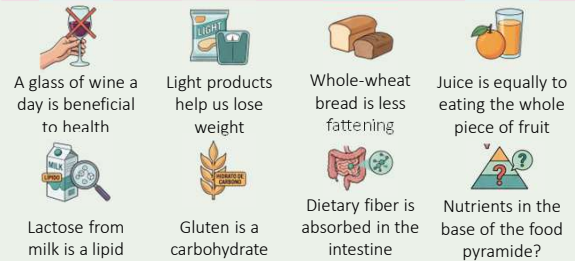 LIGHT
A glass of wine a
day is beneficial
to health
Light products
help us lose
weight
Whole-wheat
bread is less
fattening
Juice is equally to
eating the whole
piece of fruit
MILK
LIPIDO
HIDRATO DE
CARBONO
?
?
Lactose from
milk is a lipid
Gluten is a
carbohydrate
Dietary fiber is
absorbed in the
intestine
Nutrients in the
base of the food
pyramide?